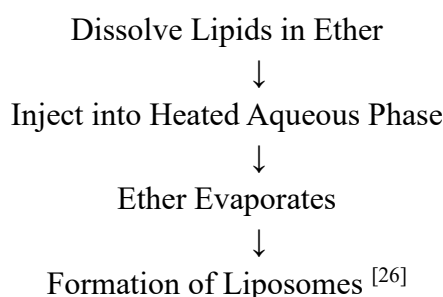 Dissolve Lipids in Ether
↓
Inject into Heated Aqueous Phase
↓
Ether Evaporates
↓
Formation of Liposomes [26]